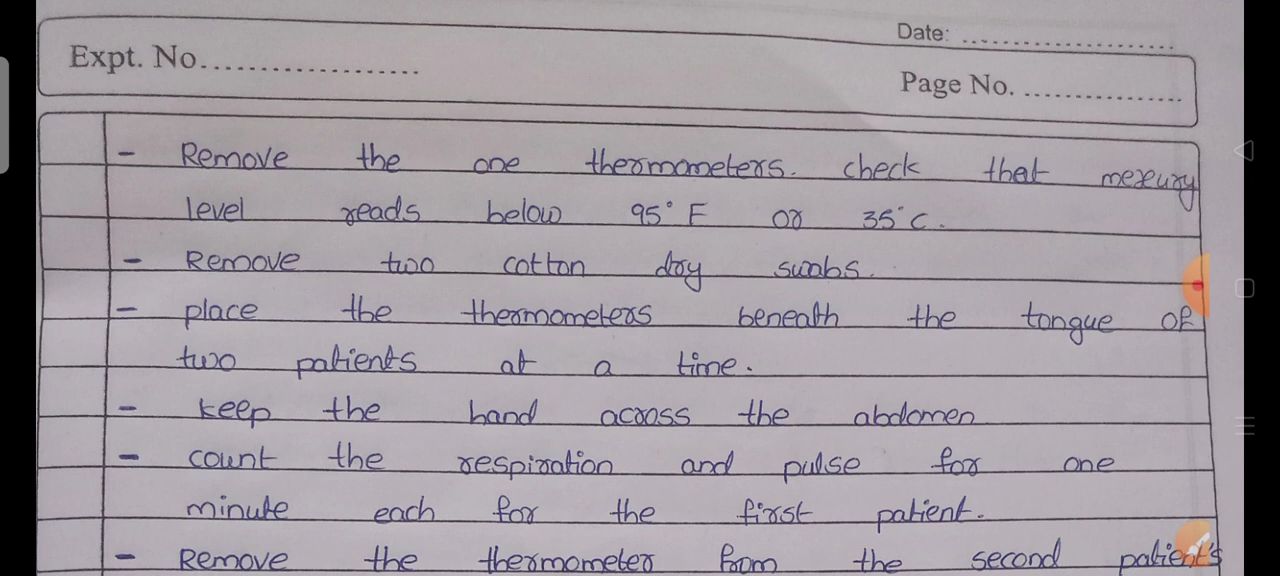 Date: ......................
Expt. No..................
Page No. ................
- Remove the one thermometers. check that mercury
level reads below 95° F or 35°C.
- Remove two cotton dry swabs.
- place the thermometers beneath the tongue of
two patients at a time.
- keep the hand across the abdomen
- count the respiration and pulse for one
minute each for the first patient.
- Remove the thermometer from the second patient's